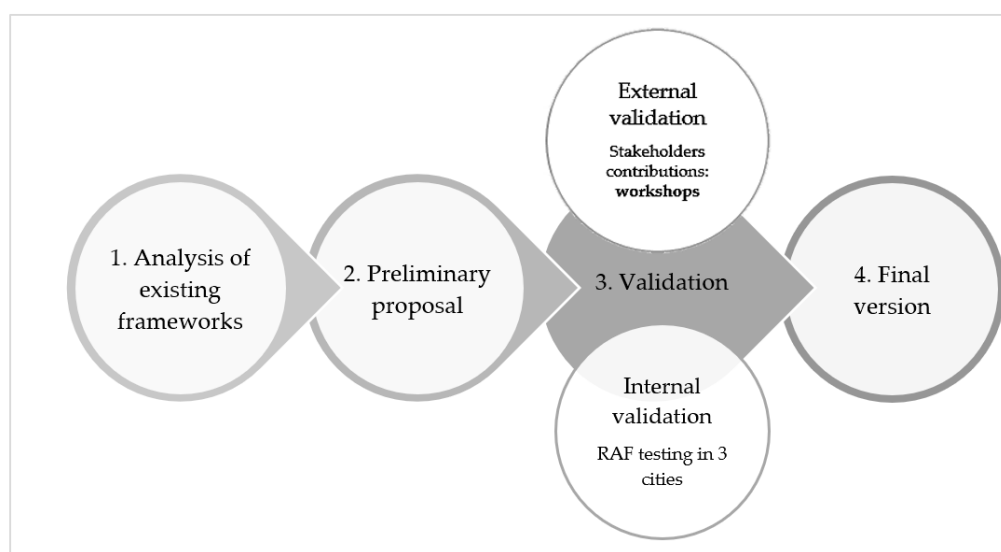 1. Analysis of
existing
frameworks
2. Preliminary
proposal
External
validation
Stakeholders
contributions:
workshops
3. Validation
Internal
validation
RAF testing in 3
cities
4. Final
version